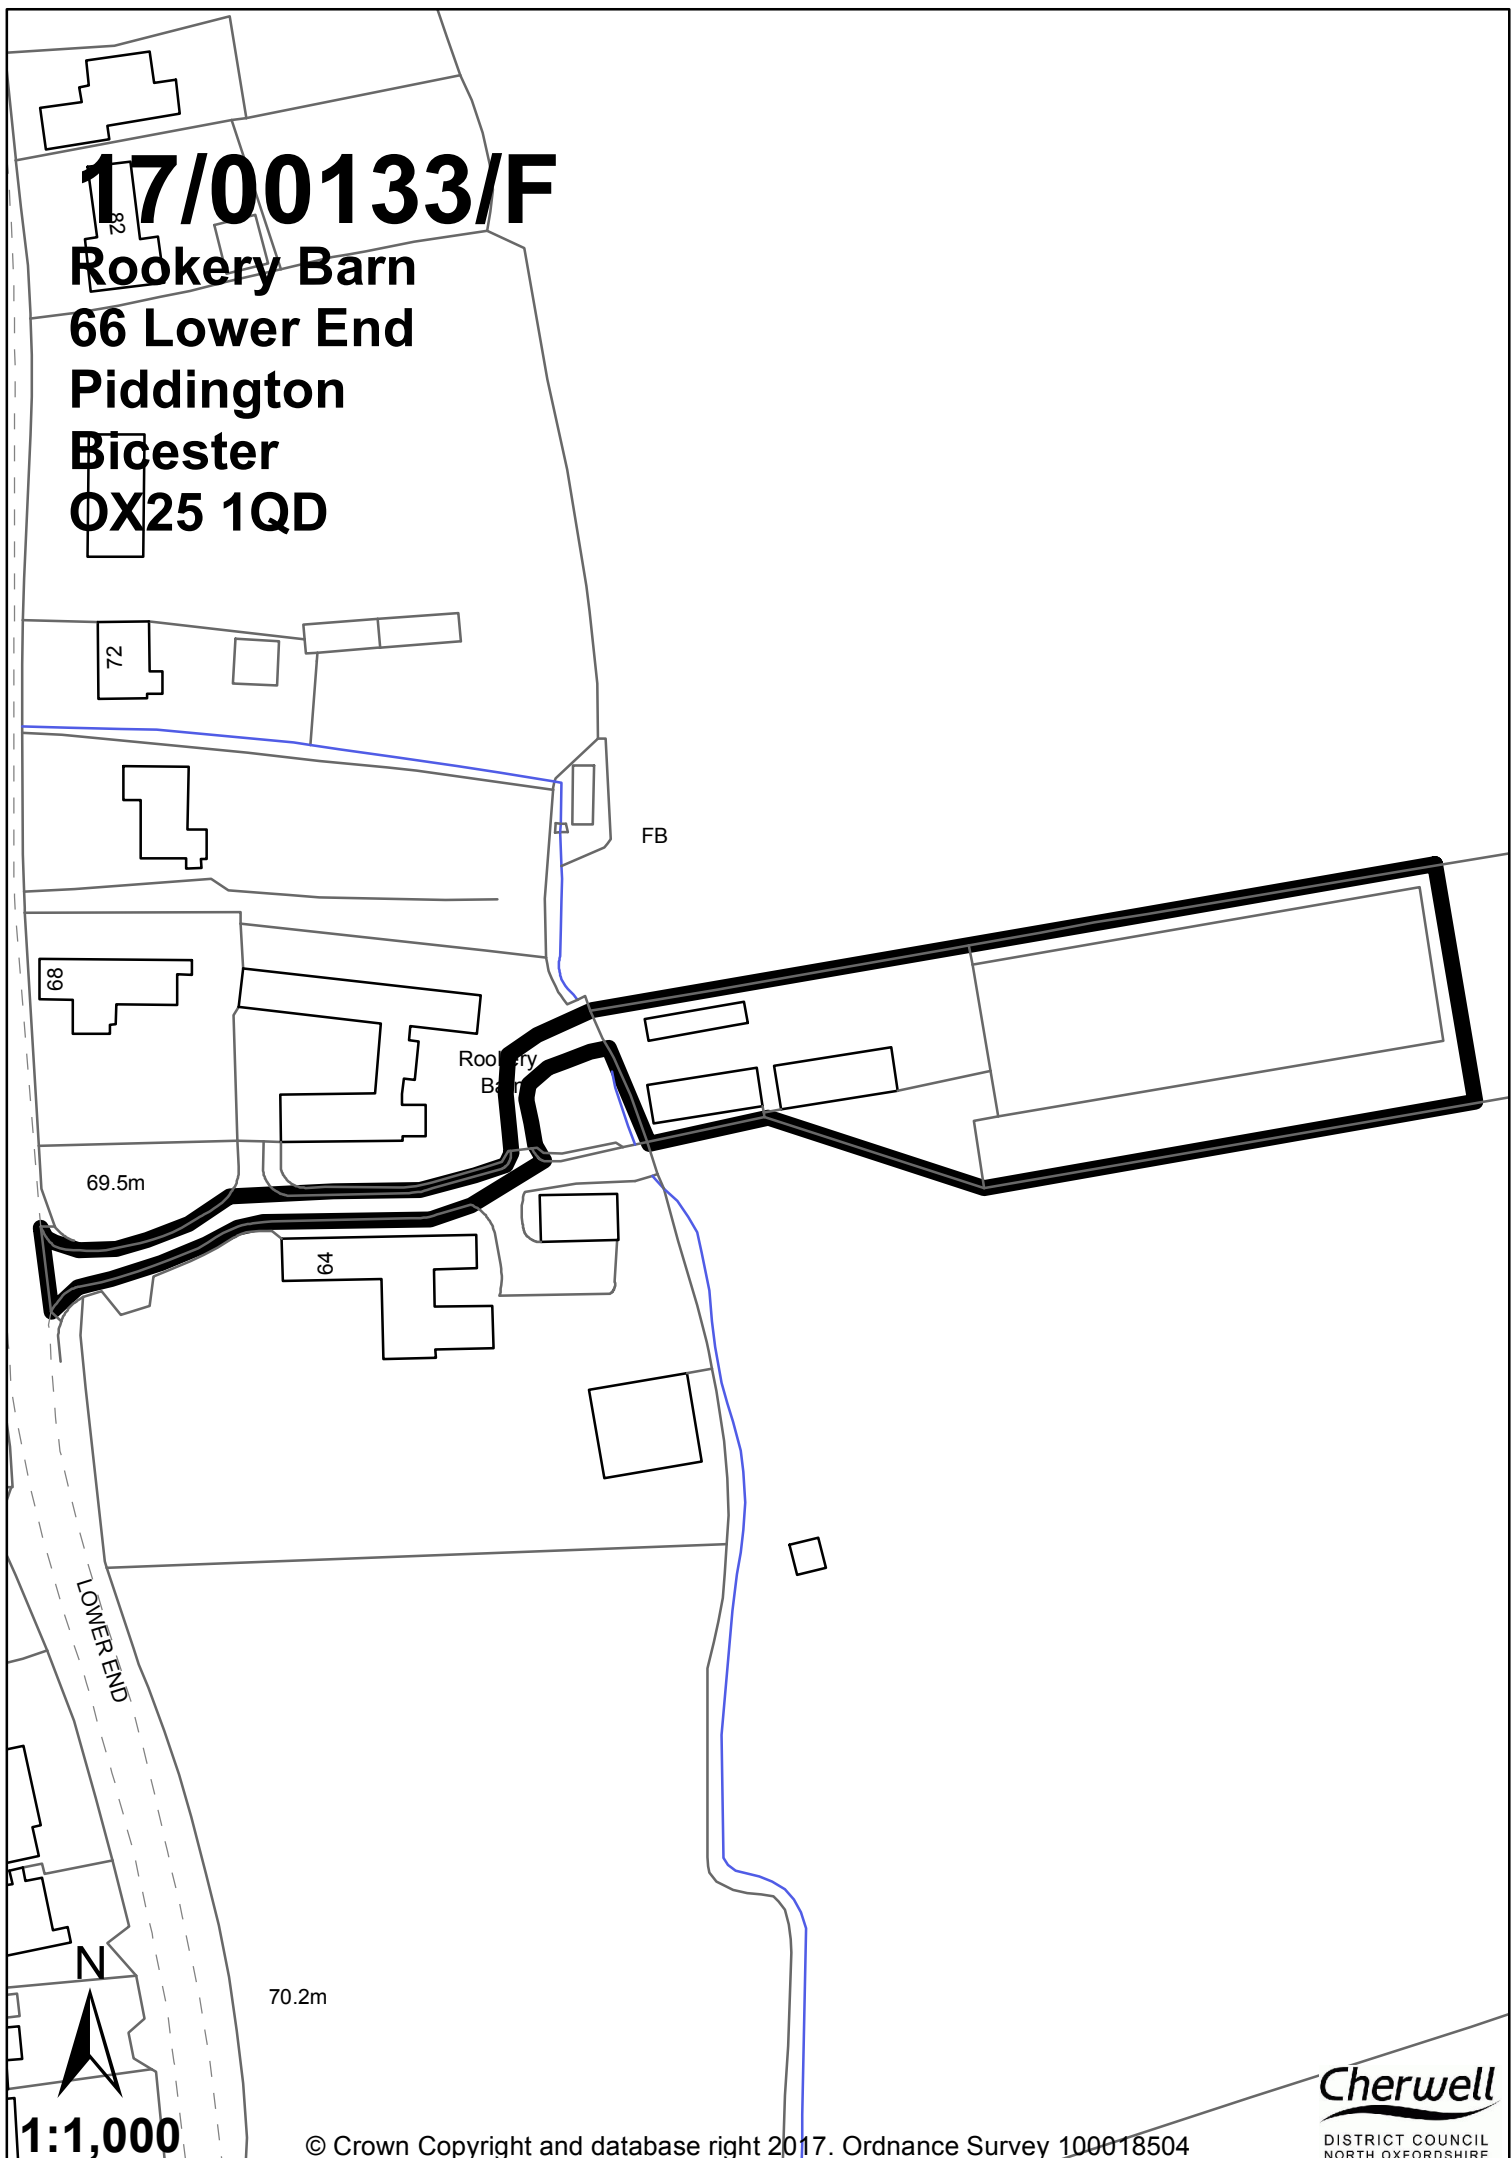 17/00133/F
82
Rookery Barn
66 Lower End
Piddington
Bicester
OX25 1QD
72
FB
68
Rookery
Barn
69.5m
64
LOWER END
N
70.2m
1:1,000
© Crown Copyright and database right 2017. Ordnance Survey 100018504
Cherwell
DISTRICT COUNCIL
NORTH OXFORDSHIRE